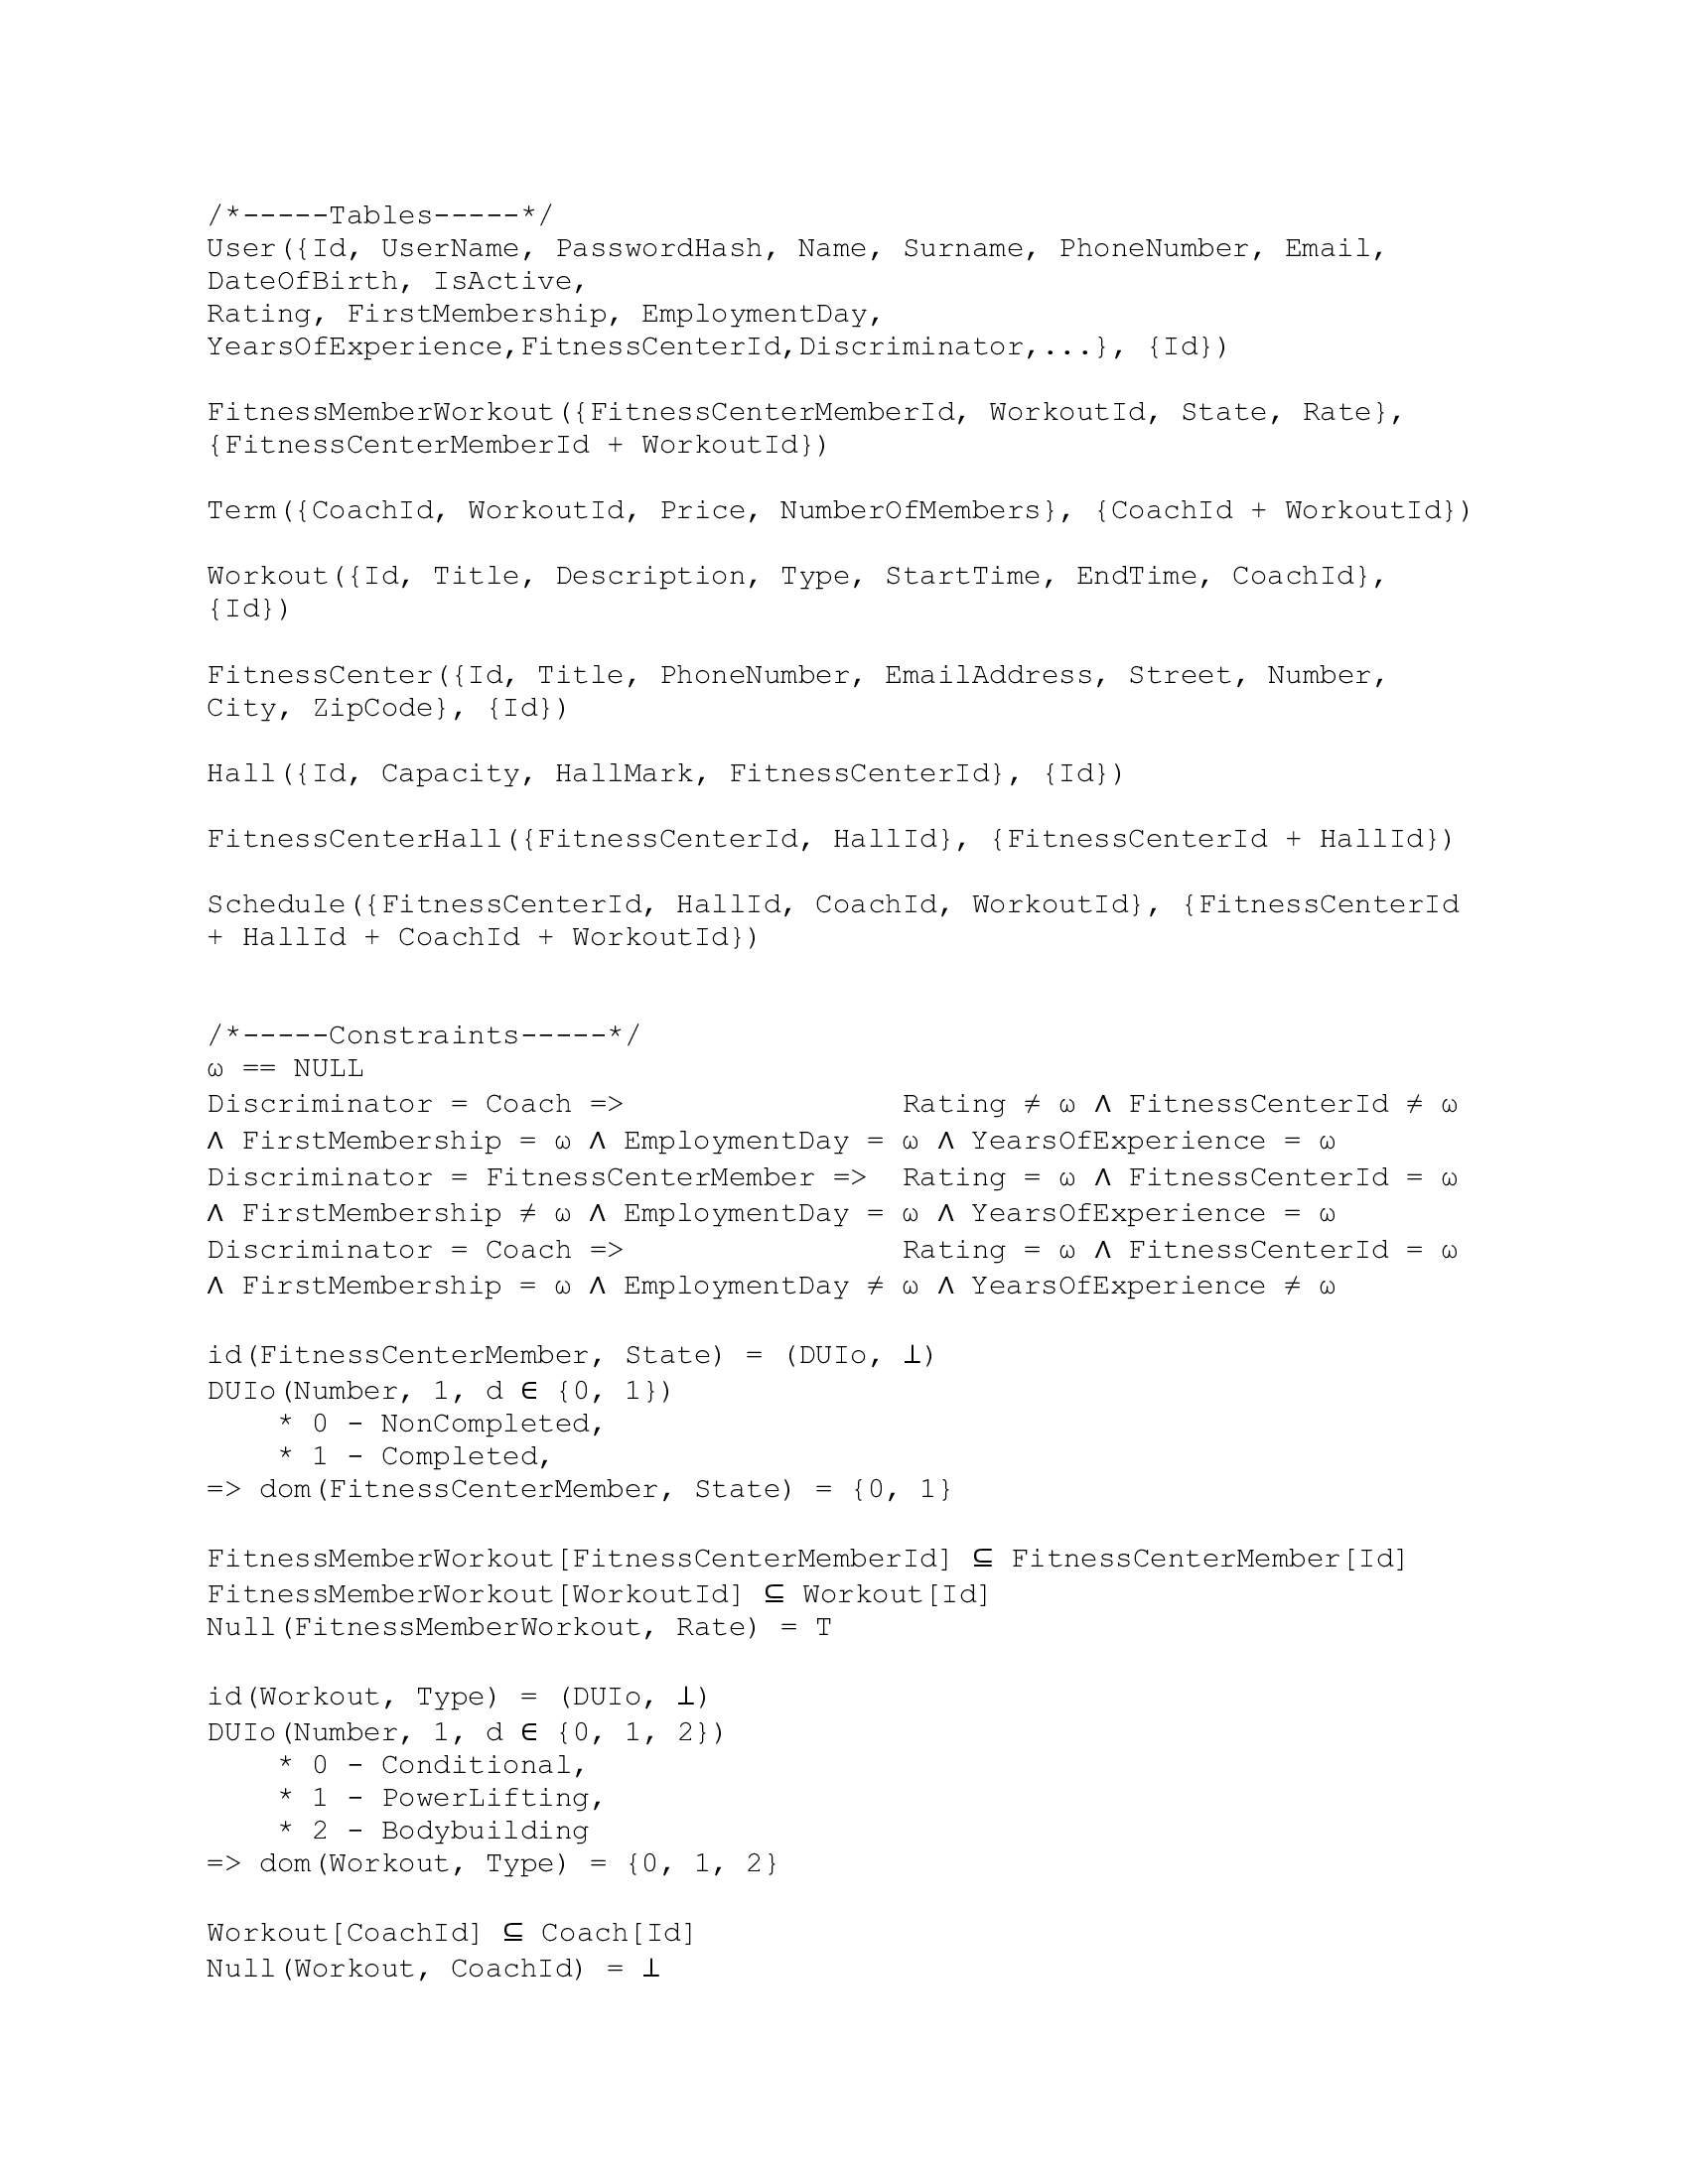 /*-----Tables-----*/
User({Id, UserName, PasswordHash, Name, Surname, PhoneNumber, Email,
DateOfBirth, IsActive,
Rating, FirstMembership, EmploymentDay,
YearsOfExperience,FitnessCenterId,Discriminator,...}, {Id})
FitnessMemberWorkout({FitnessCenterMemberId, WorkoutId, State, Rate},
{FitnessCenterMemberId + WorkoutId})
Term({CoachId, WorkoutId, Price, NumberOfMembers}, {CoachId + WorkoutId})
Workout({Id, Title, Description, Type, StartTime, EndTime, CoachId},
{Id})
FitnessCenter({Id, Title, PhoneNumber, EmailAddress, Street, Number,
City, ZipCode}, {Id})
Hall({Id, Capacity, HallMark, FitnessCenterId}, {Id})
FitnessCenterHall({FitnessCenterId, HallId}, {FitnessCenterId + HallId})
Schedule({FitnessCenterId, HallId, CoachId, WorkoutId}, {FitnessCenterId
+ HallId + CoachId + WorkoutId})
/*-----Constraints-----*/
ω == NULL
Discriminator = Coach => Rating ≠ ω ∧ FitnessCenterId ≠ ω
∧ FirstMembership = ω ∧ EmploymentDay = ω ∧ YearsOfExperience = ω
Discriminator = FitnessCenterMember => Rating = ω ∧ FitnessCenterId = ω
∧ FirstMembership ≠ ω ∧ EmploymentDay = ω ∧ YearsOfExperience = ω
Discriminator = Coach => Rating = ω ∧ FitnessCenterId = ω
∧ FirstMembership = ω ∧ EmploymentDay ≠ ω ∧ YearsOfExperience ≠ ω
id(FitnessCenterMember, State) = (DUIo, ⊥)
DUIo(Number, 1, d ∈ {0, 1})
* 0 - NonCompleted,
* 1 - Completed,
=> dom(FitnessCenterMember, State) = {0, 1}
FitnessMemberWorkout[FitnessCenterMemberId] ⊆ FitnessCenterMember[Id]
FitnessMemberWorkout[WorkoutId] ⊆ Workout[Id]
Null(FitnessMemberWorkout, Rate) = T
id(Workout, Type) = (DUIo, ⊥)
DUIo(Number, 1, d ∈ {0, 1, 2})
* 0 - Conditional,
* 1 - PowerLifting,
* 2 - Bodybuilding
=> dom(Workout, Type) = {0, 1, 2}
Workout[CoachId] ⊆ Coach[Id]
Null(Workout, CoachId) = ⊥